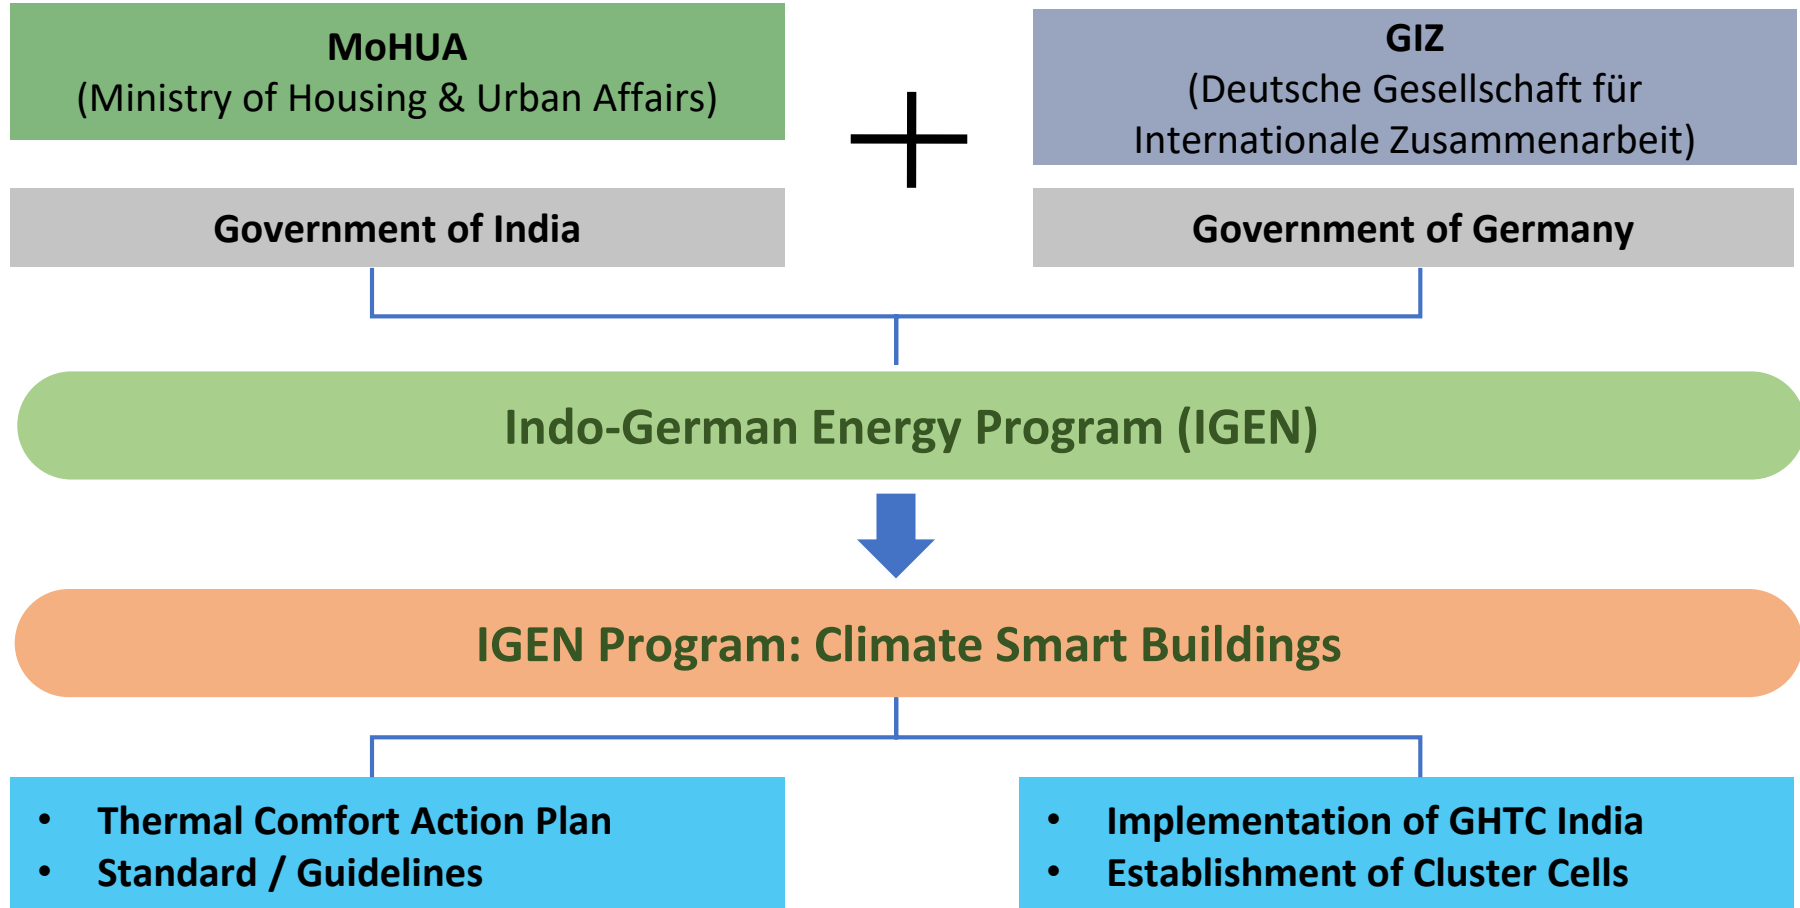 MoHUA
(Ministry of Housing & Urban Affairs)
GIZ
(Deutsche Gesellschaft für
Internationale Zusammenarbeit)
Government of India
Government of Germany
Indo-German Energy Program (IGEN)
IGEN Program: Climate Smart Buildings
• Thermal Comfort Action Plan
• Standard / Guidelines
• Implementation of GHTC India
• Establishment of Cluster Cells